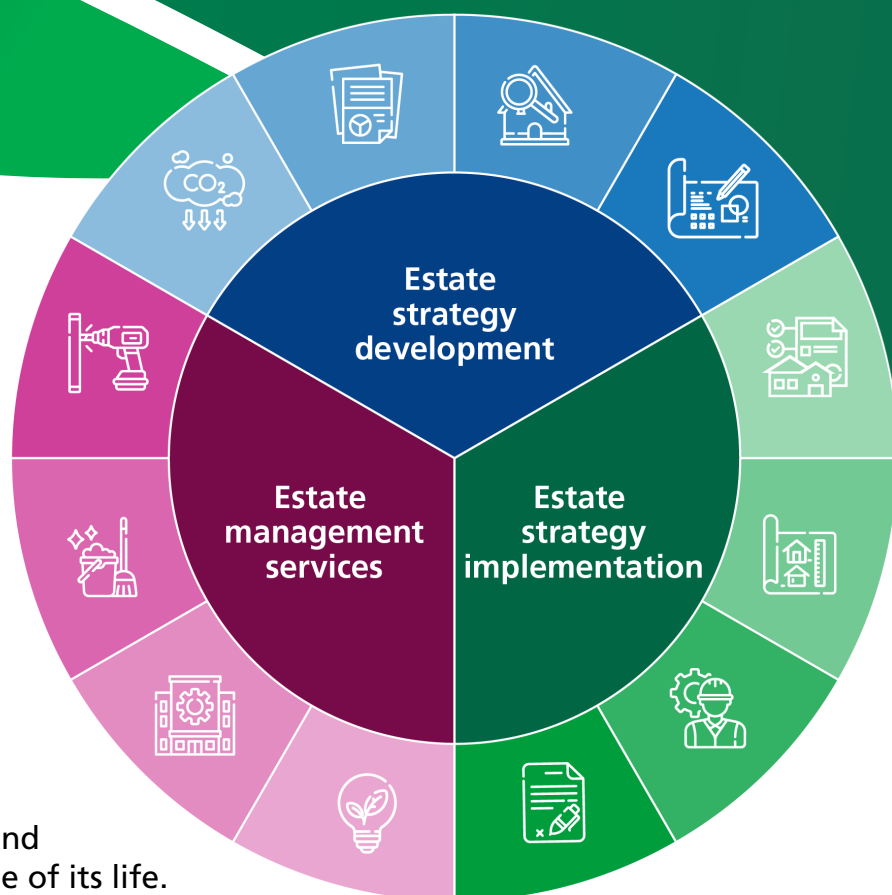 CO₂
Estate
strategy
development
Estate
management
services
Estate
strategy
implementation
nd
e of its life.